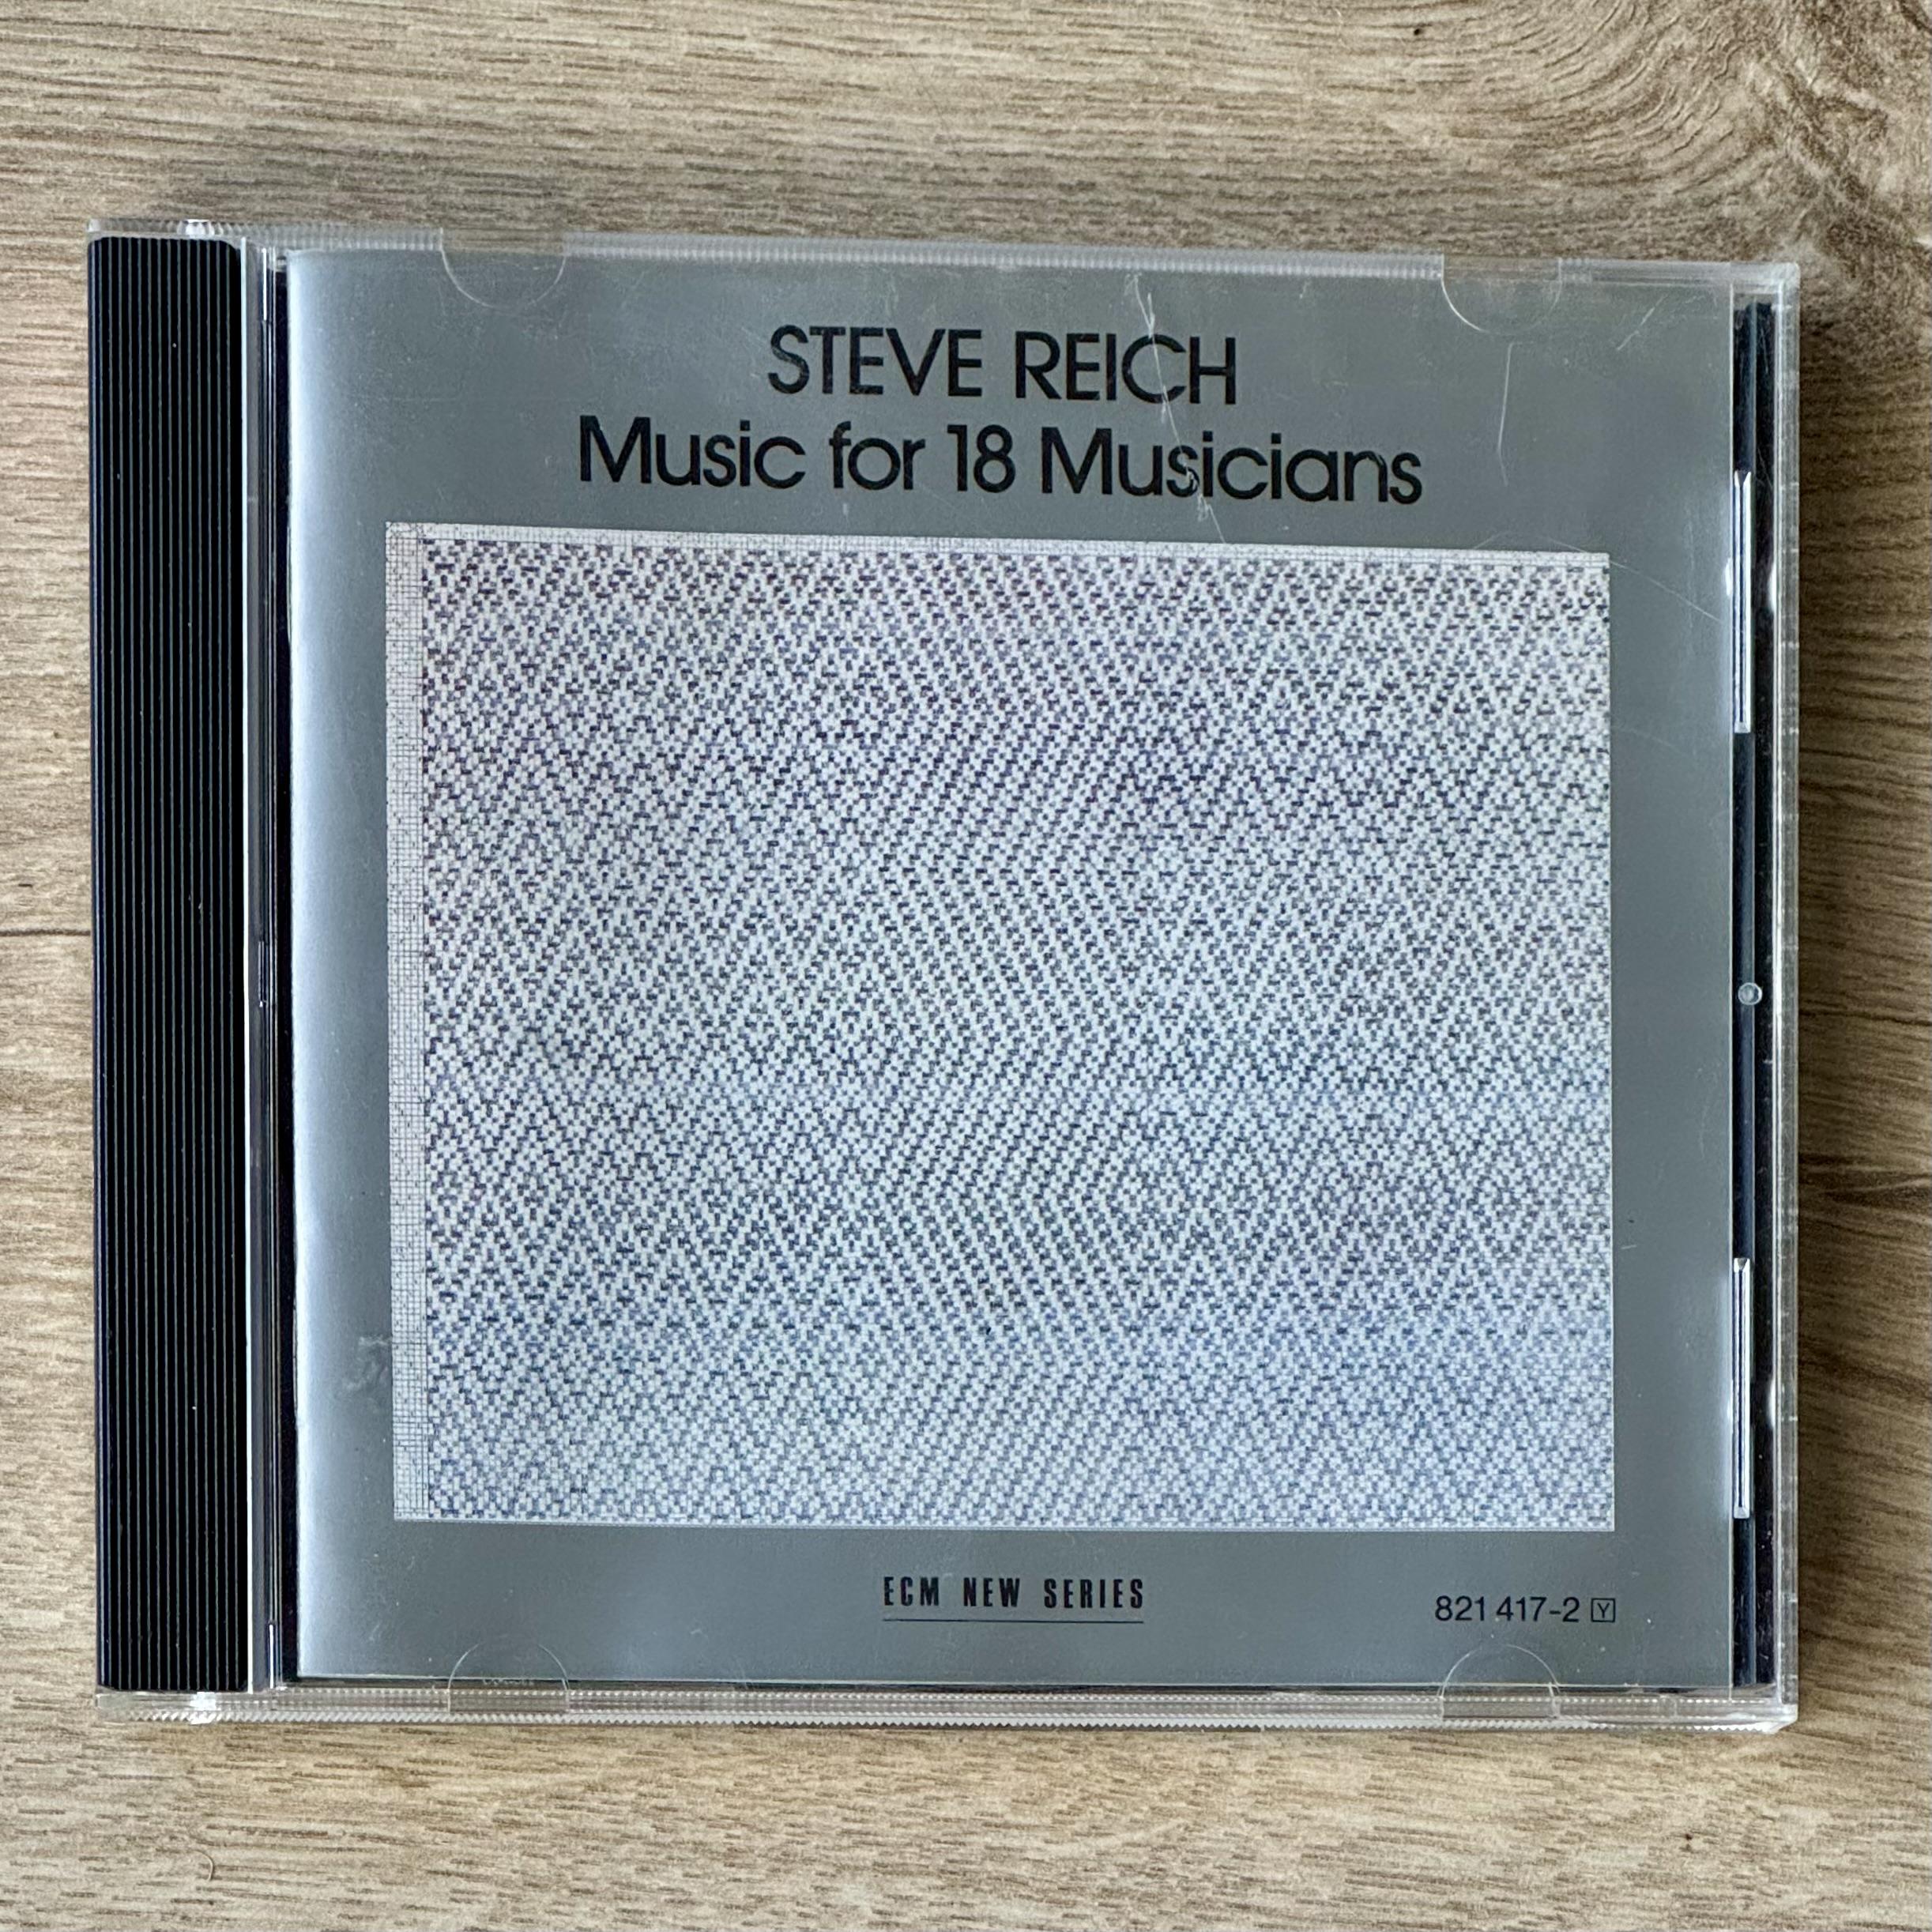 STEVE REICH
Music for 18 Musicians
ECM NEW SERIES
821 417-2 Y